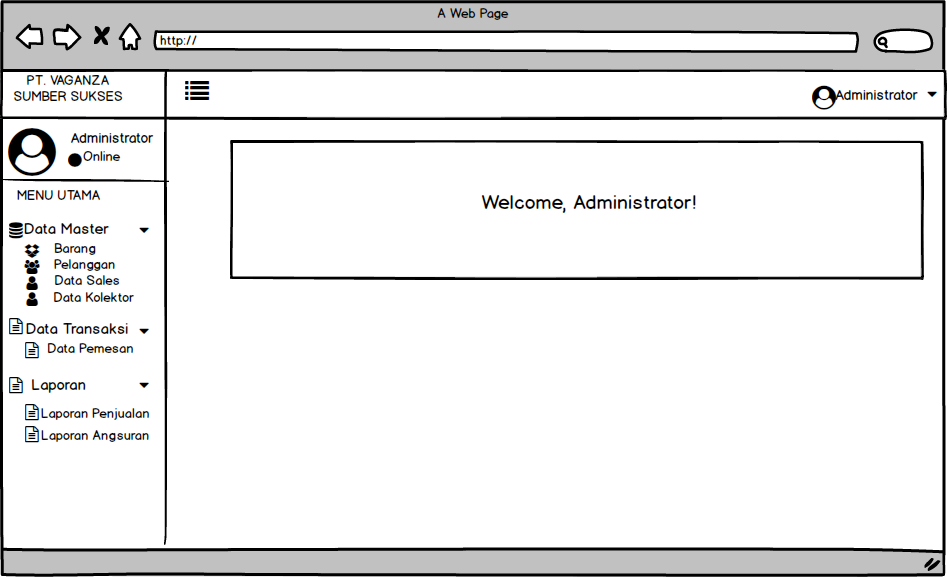 A Web Page
http://
PT. VAGANZA
SUMBER SUKSES
Administrator
Administrator
Online
MENU UTAMA
Data Master
Barang
Pelanggan
Data Sales
Data Kolektor
Data Transaksi
Data Pemesan
Laporan
Laporan Penjualan
Laporan Angsuran
Welcome, Administrator!